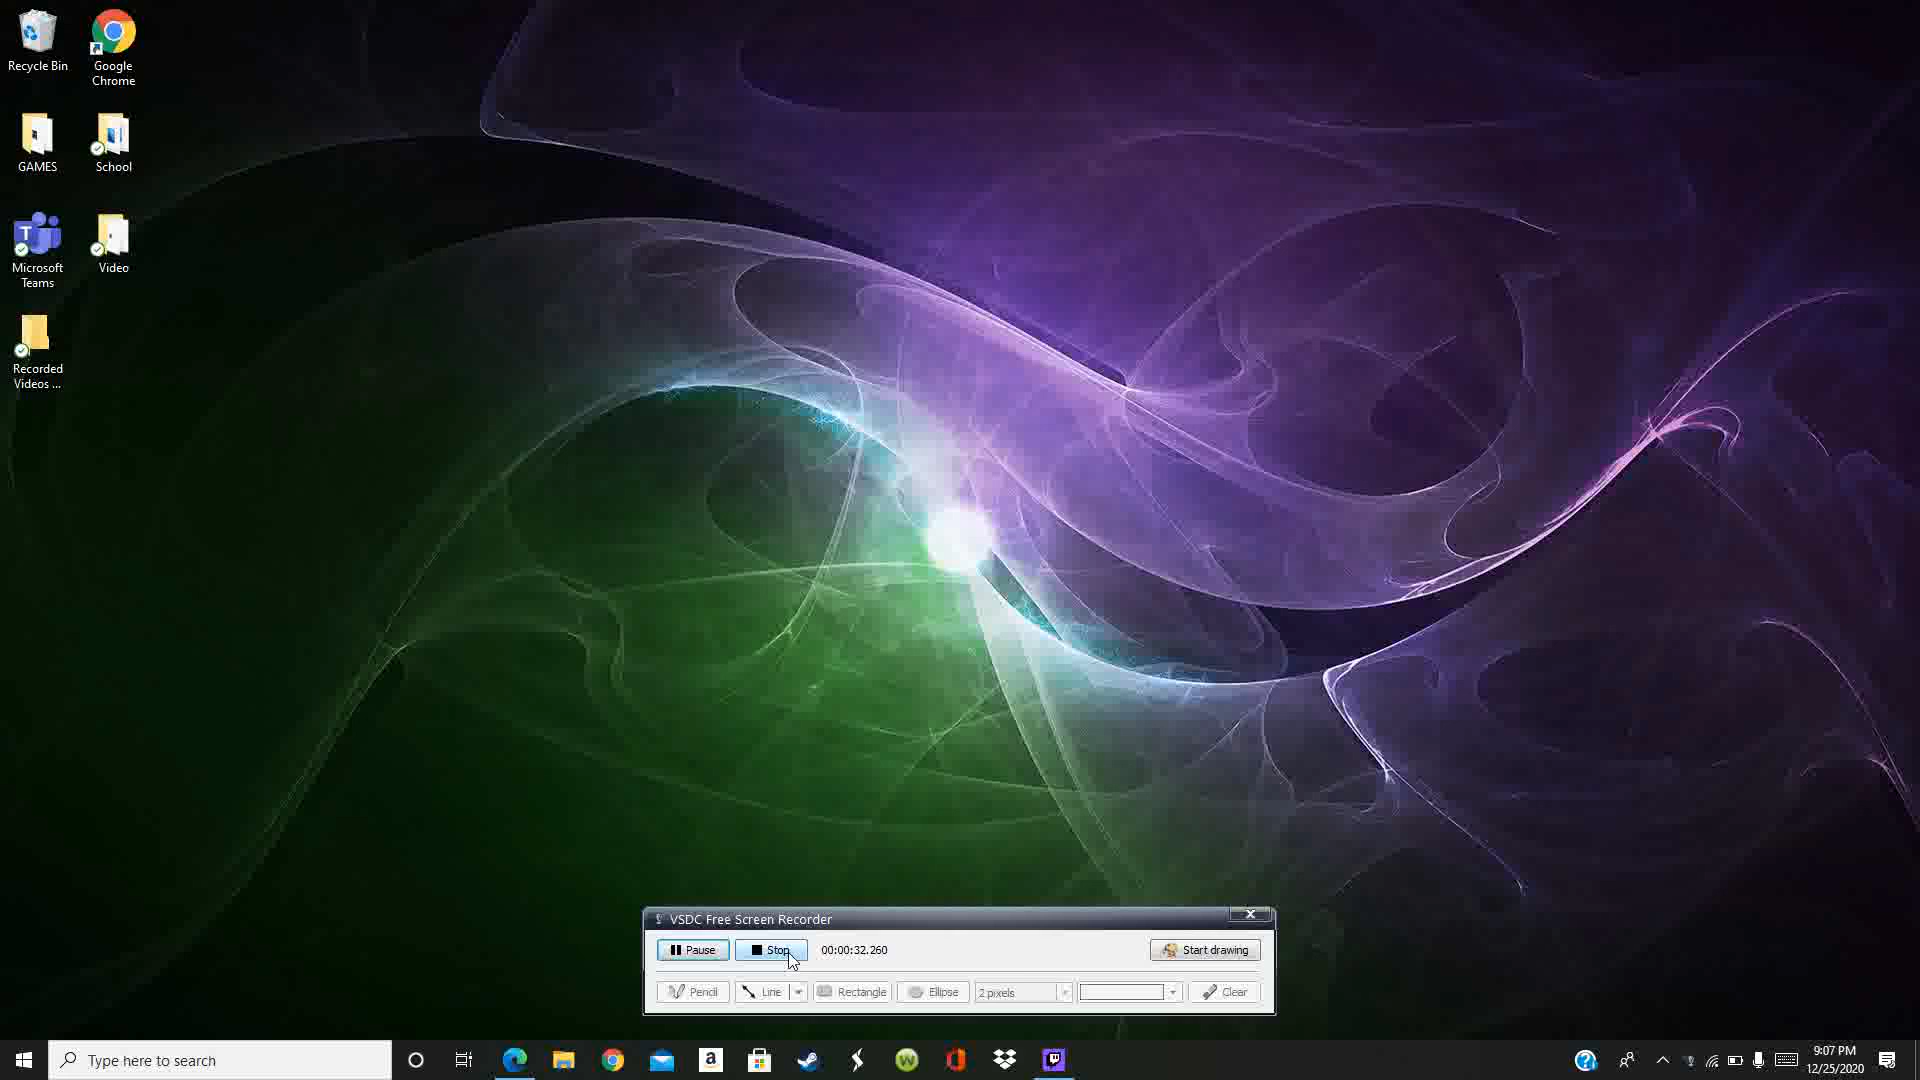 Recycle Bin
Google
Chrome
GAMES
School
Microsoft
Teams
Video
Recorded
Videos ...
VSDC Free Screen Recorder
Pause
Stop
00:00:32.260
Start drawing
Pencil
Line
Rectangle
Ellipse
2 pixels
Clear
Type here to search
9:07 PM
12/25/2020